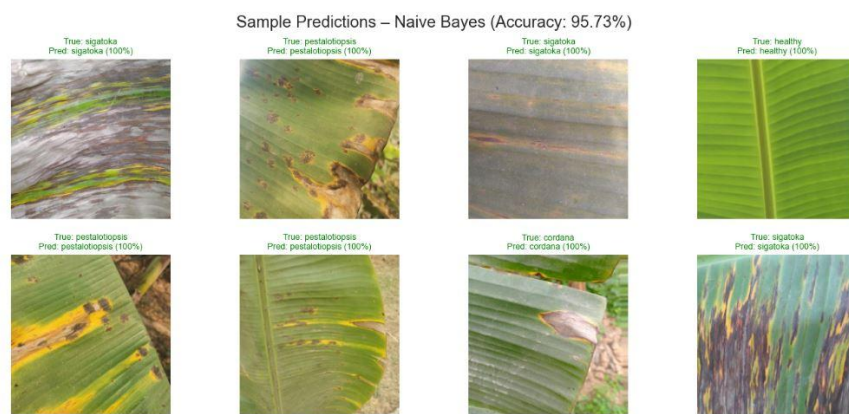 Sample Predictions – Naive Bayes (Accuracy: 95.73%)
True: sigatoka
Pred: sigatoka (100%)
True: pestalotiopsis
Pred: pestalotiopsis (100%)
True: sigatoka
Pred: sigatoka (100%)
True: healthy
Pred: healthy (100%)
True: pestalotiopsis
Pred: pestalotiopsis (100%)
True: pestalotiopsis
Pred: pestalotiopsis (100%)
True: cordana
Pred: cordana (100%)
True: sigatoka
Pred: sigatoka (100%)